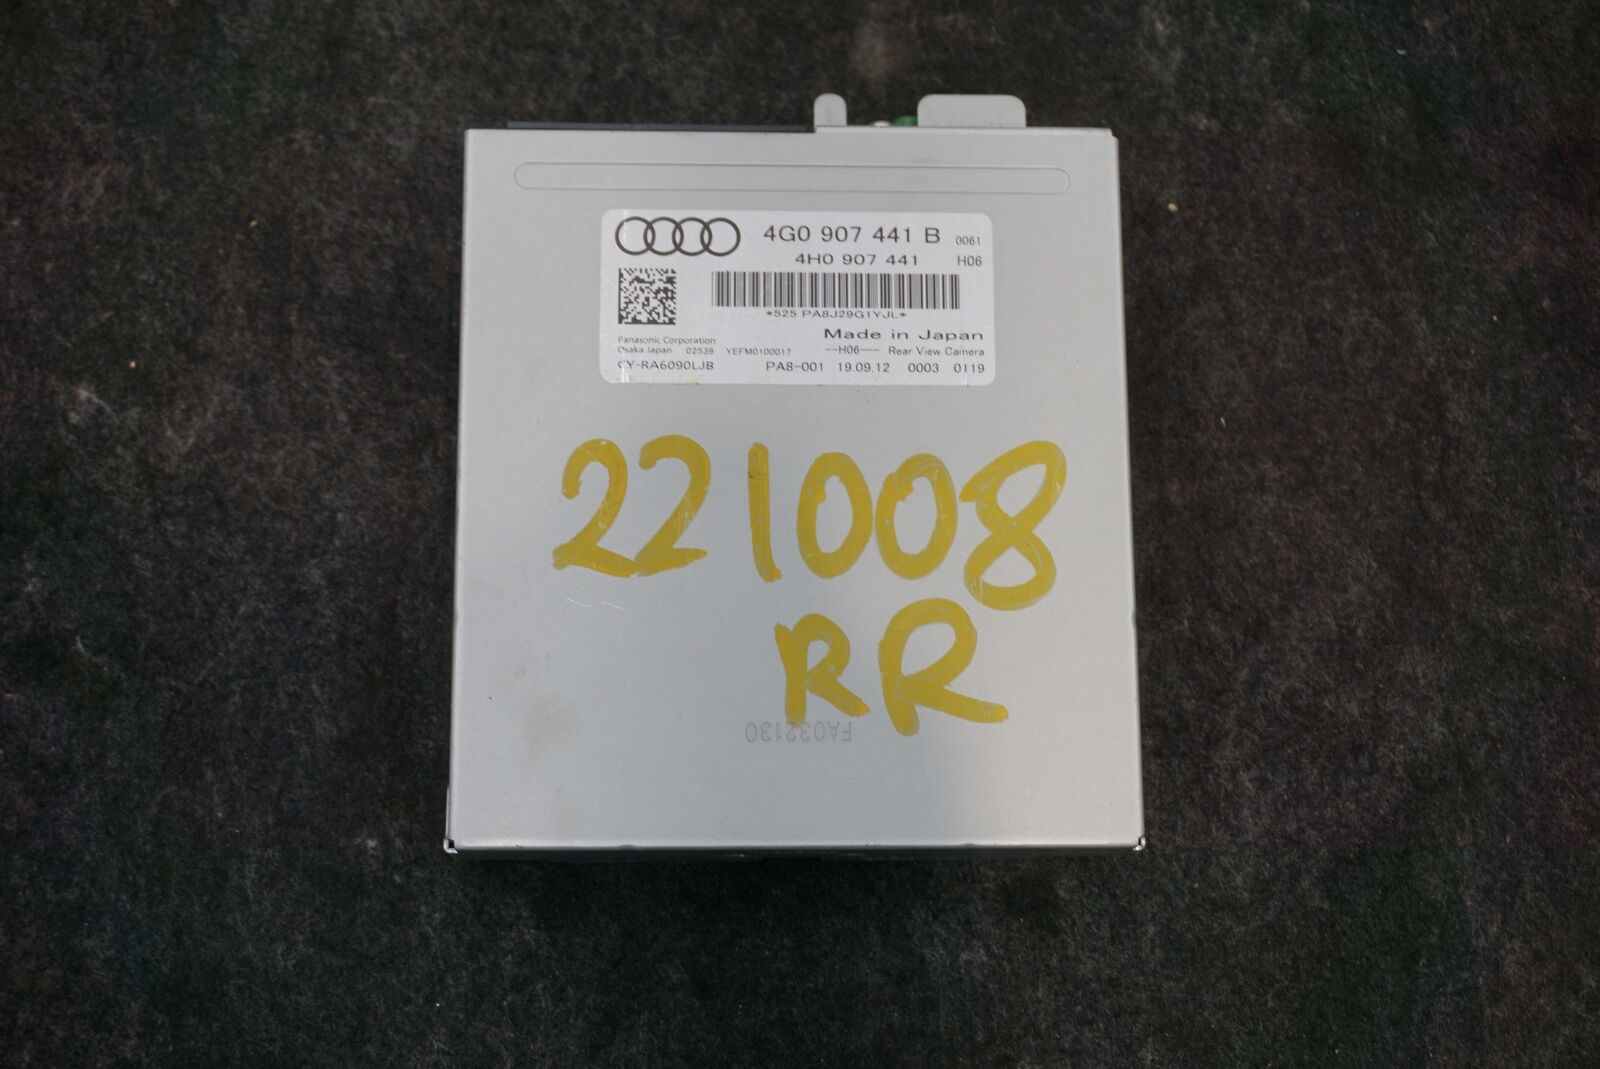 4G0 907 441 B 0061
4H0 907 441 H06
*525 PA8J29G1YJL*
Made in Japan
Panasonic Corporation
Osaka Japan 02539 YEFM0100017 --H06--- Rear View Camera
CY-RA6090LJB PA8-001 19.09.12 0003 0119
221008
RR
FA032130